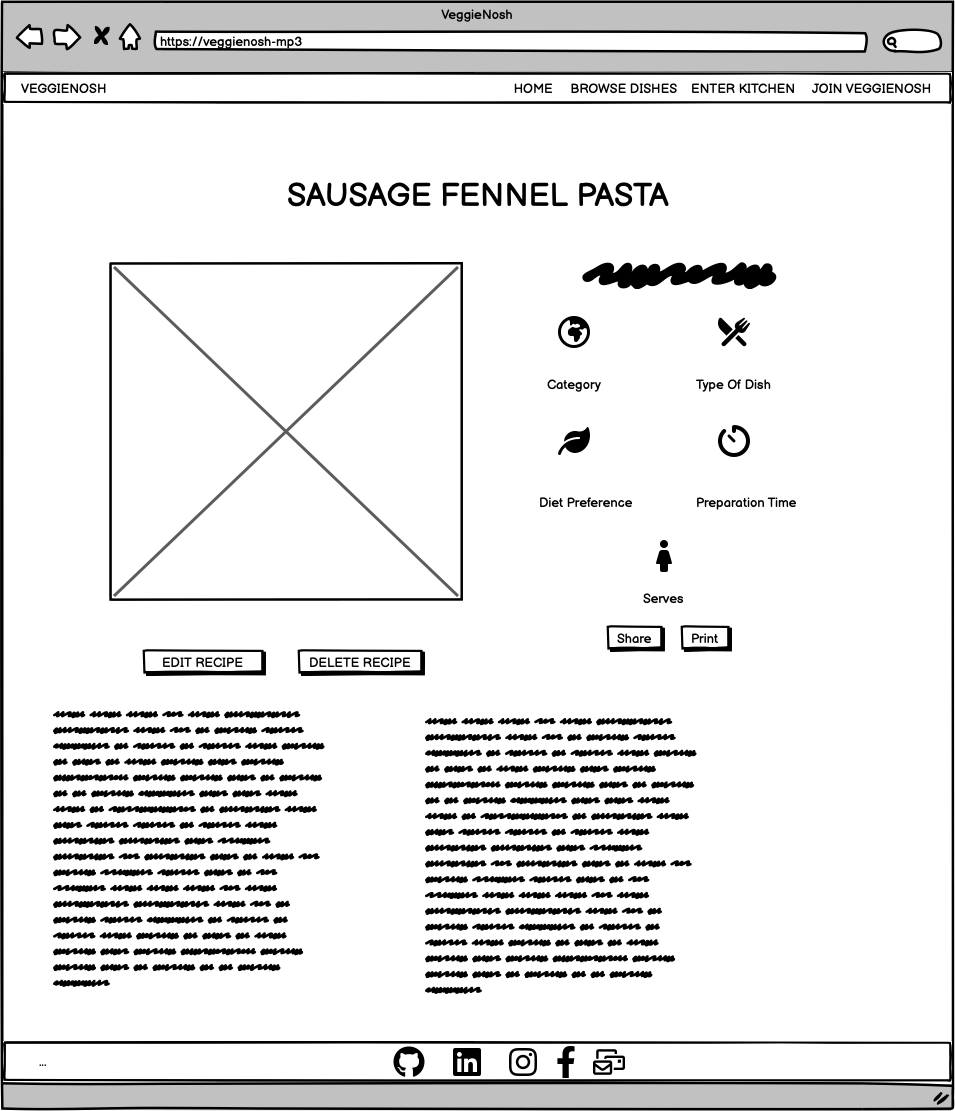 VeggieNosh
https://veggienosh-mp3
VEGGIENOSH HOME BROWSE DISHES ENTER KITCHEN JOIN VEGGIENOSH
SAUSAGE FENNEL PASTA
Category Type Of Dish
Diet Preference Preparation Time
Serves
Share Print
EDIT RECIPE DELETE RECIPE
... in f